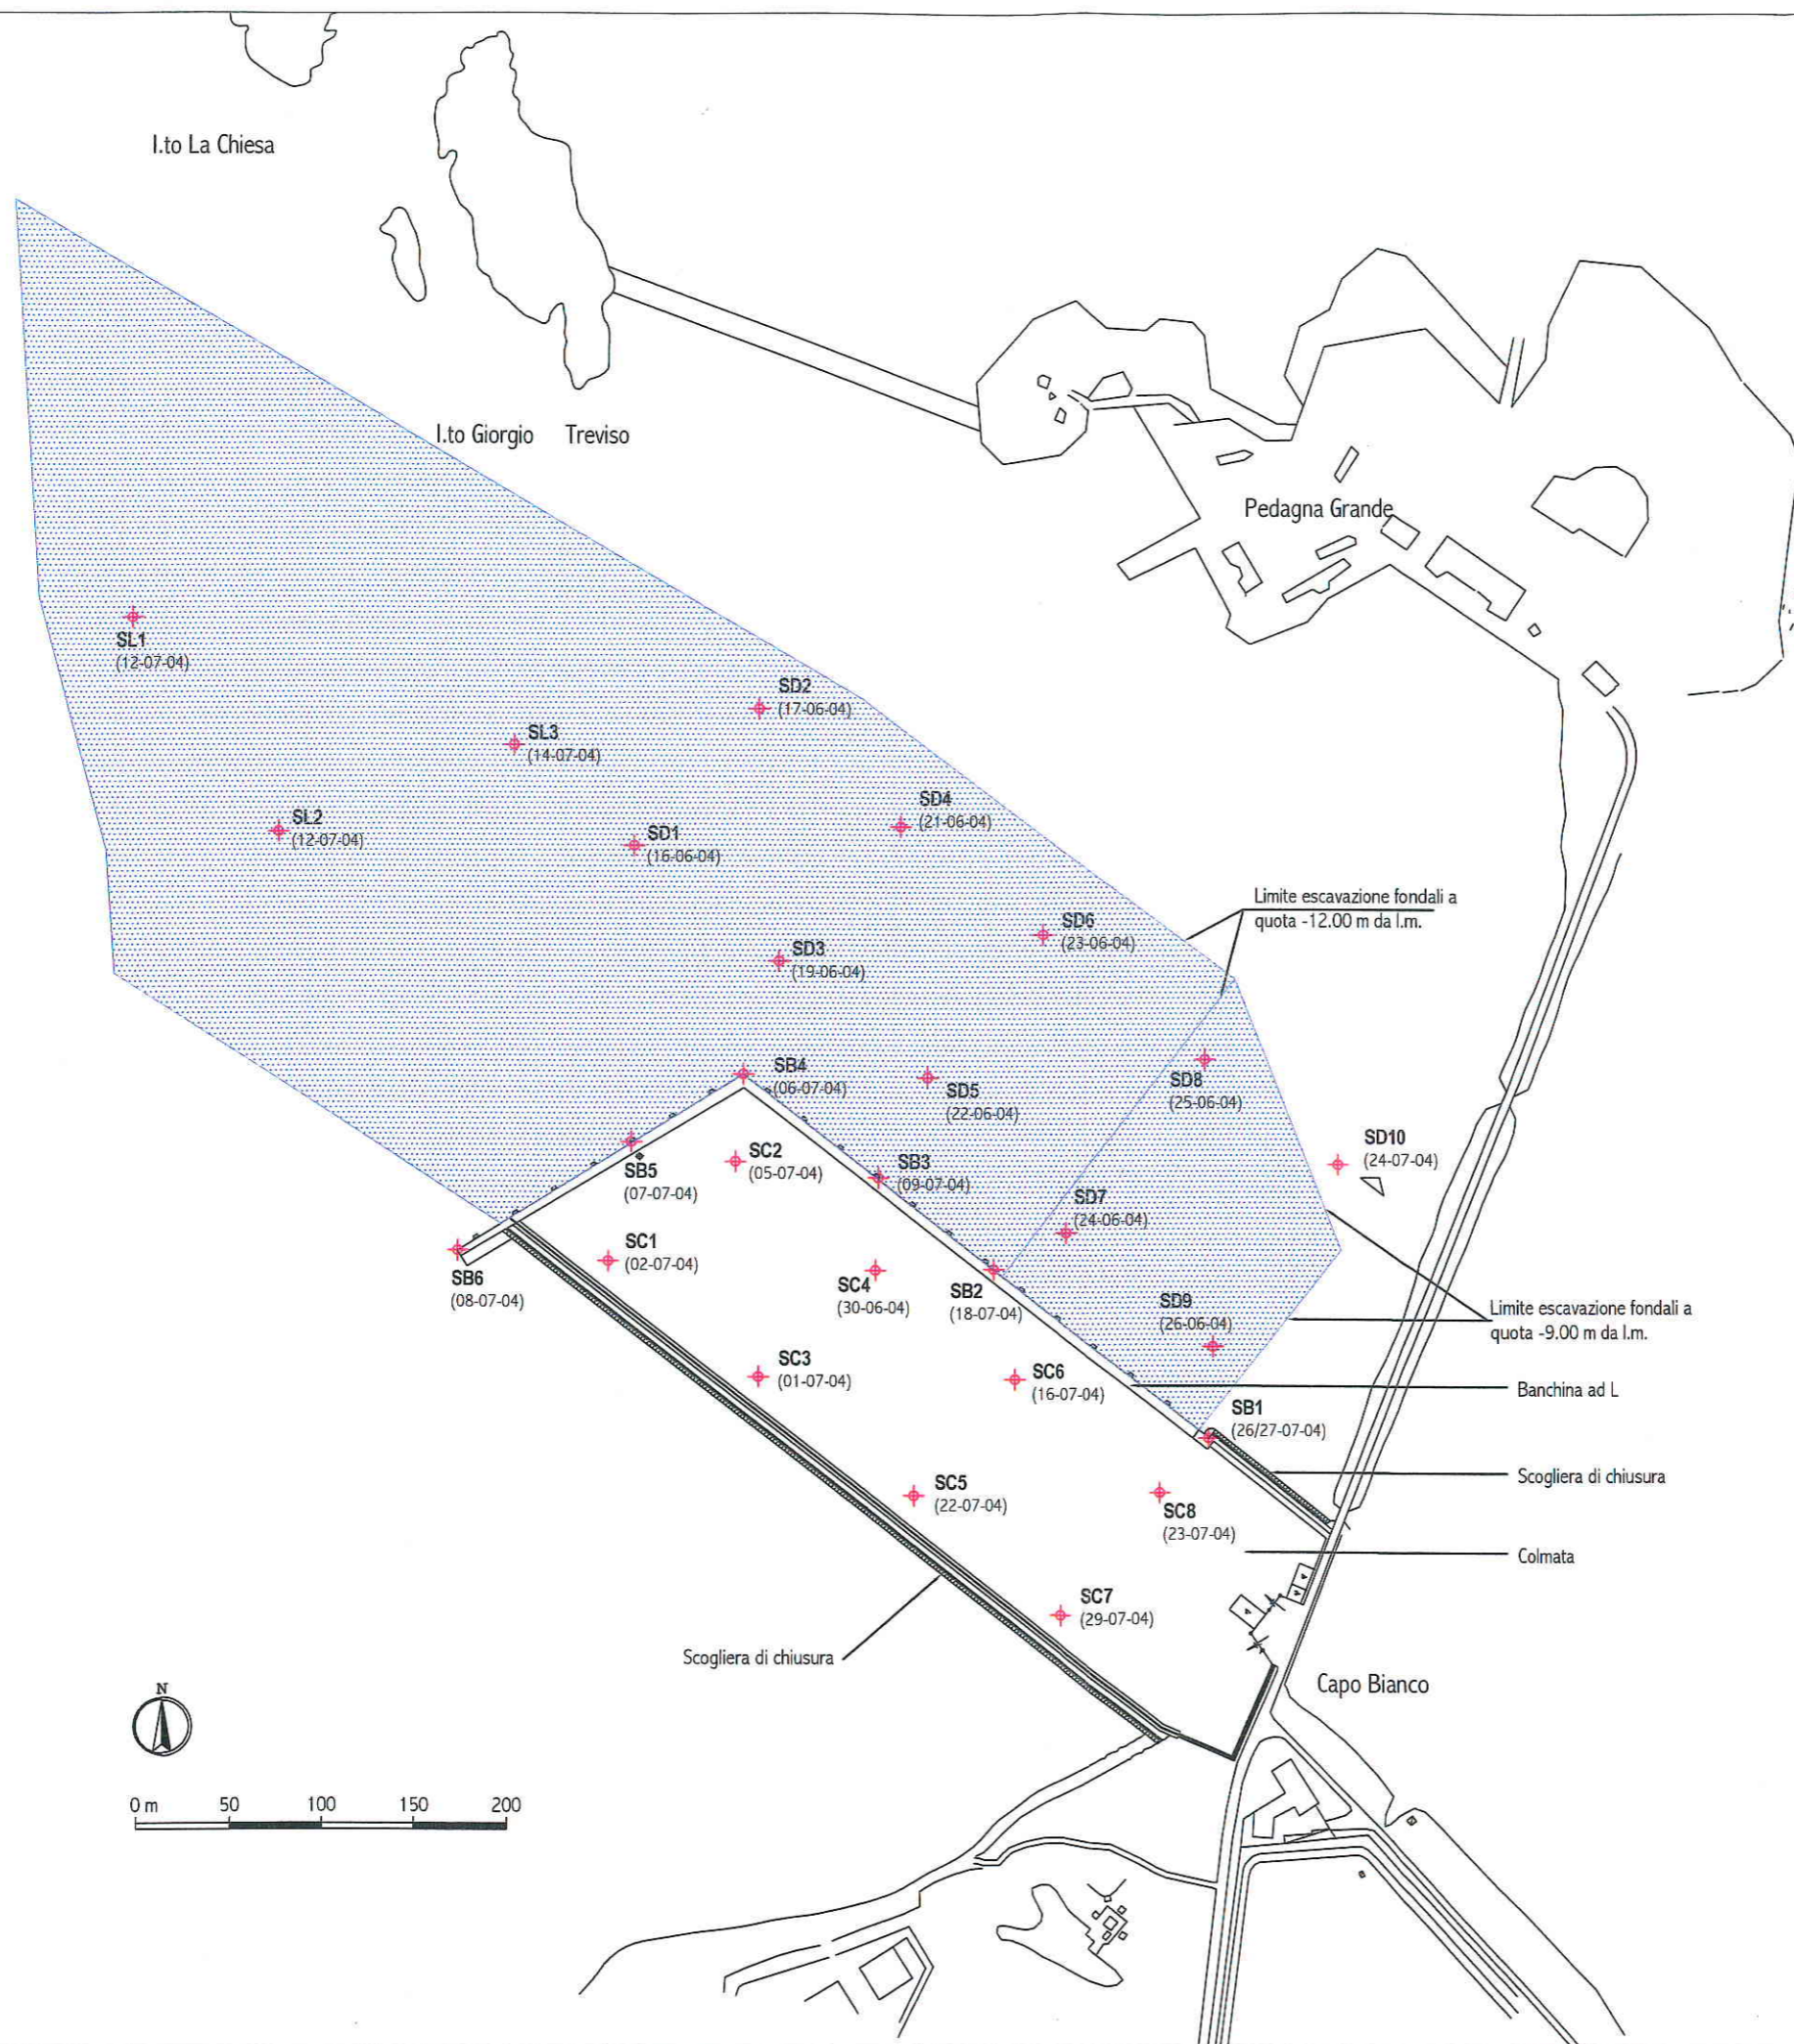 I.to La Chiesa
I.to Giorgio Treviso
Pedagna Grande
SL1
(12-07-04)
SD2
(17-06-04)
SL3
(14-07-04)
SL2
(12-07-04)
SD1
(16-06-04)
SD4
(21-06-04)
Limite escavazione fondali a
quota -12.00 m da l.m.
SD6
(23-06-04)
SD3
(19-06-04)
SB4
(06-07-04)
SD5
(22-06-04)
SD8
(25-06-04)
SD10
(24-07-04)
SB5
(07-07-04)
SC2
(05-07-04)
SB3
(09-07-04)
SD7
(24-06-04)
SC1
(02-07-04)
SB6
(08-07-04)
SC4
(30-06-04)
SB2
(18-07-04)
SD9
(26-06-04)
Limite escavazione fondali a
quota -9.00 m da l.m.
SC3
(01-07-04)
SC6
(16-07-04)
Banchina ad L
SB1
(26/27-07-04)
Scogliera di chiusura
SC5
(22-07-04)
SC8
(23-07-04)
Colmata
SC7
(29-07-04)
Scogliera di chiusura
Capo Bianco
N
0 m 50 100 150 200